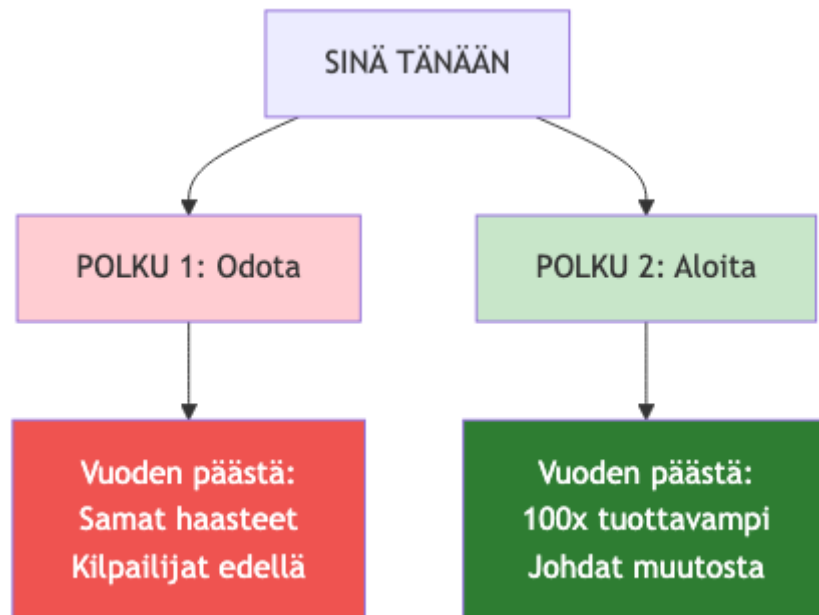 SINÄ TÄNÄÄN
POLKU 1: Odota
POLKU 2: Aloita
Vuoden päästä:
Samat haasteet
Kilpailijat edellä
Vuoden päästä:
100x tuottavampi
Johdat muutosta